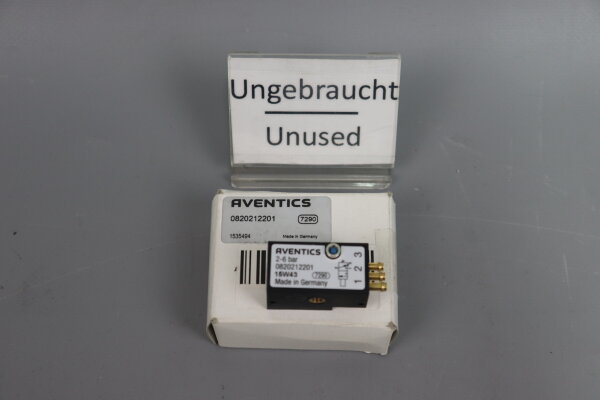 Ungebraucht
Unused
AVENTICS
0820212201 7290
1535494 Made in Germany
AVENTICS
2-6 bar
0820212201
16W43 7290
Made in Germany
1 2 3